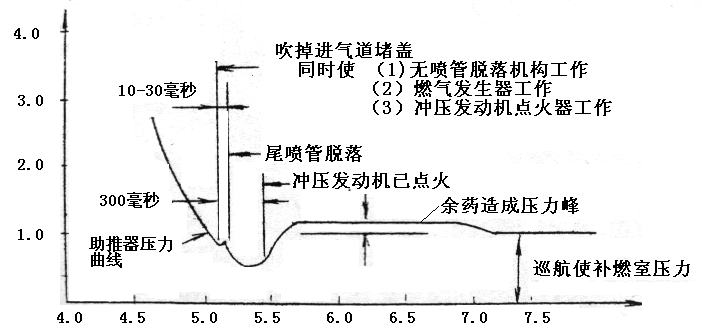 4.0
吹掉进气道堵盖
同时使 (1)无喷管脱落机构工作
(2) 燃气发生器工作
(3) 冲压发动机点火器工作
10-30毫秒
3.0
尾喷管脱落
2.0
冲压发动机已点火
300毫秒
余药造成压力峰
1.0
助推器压力
曲线
巡航使补燃室压力
0
4.0 4.5 5.0 5.5 6.0 6.5 7.0 7.5